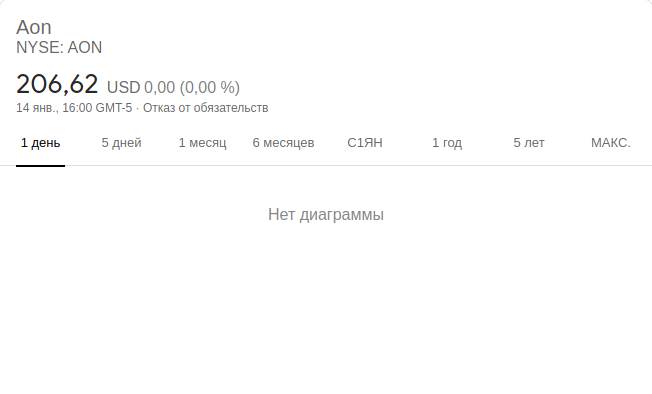 Aon
NYSE: AON
206,62 USD 0,00 (0,00 %)
14 янв., 16:00 GMT-5 · Отказ от обязательств
1 день 5 дней 1 месяц 6 месяцев С1ЯН 1 год 5 лет МАКС.
Нет диаграммы